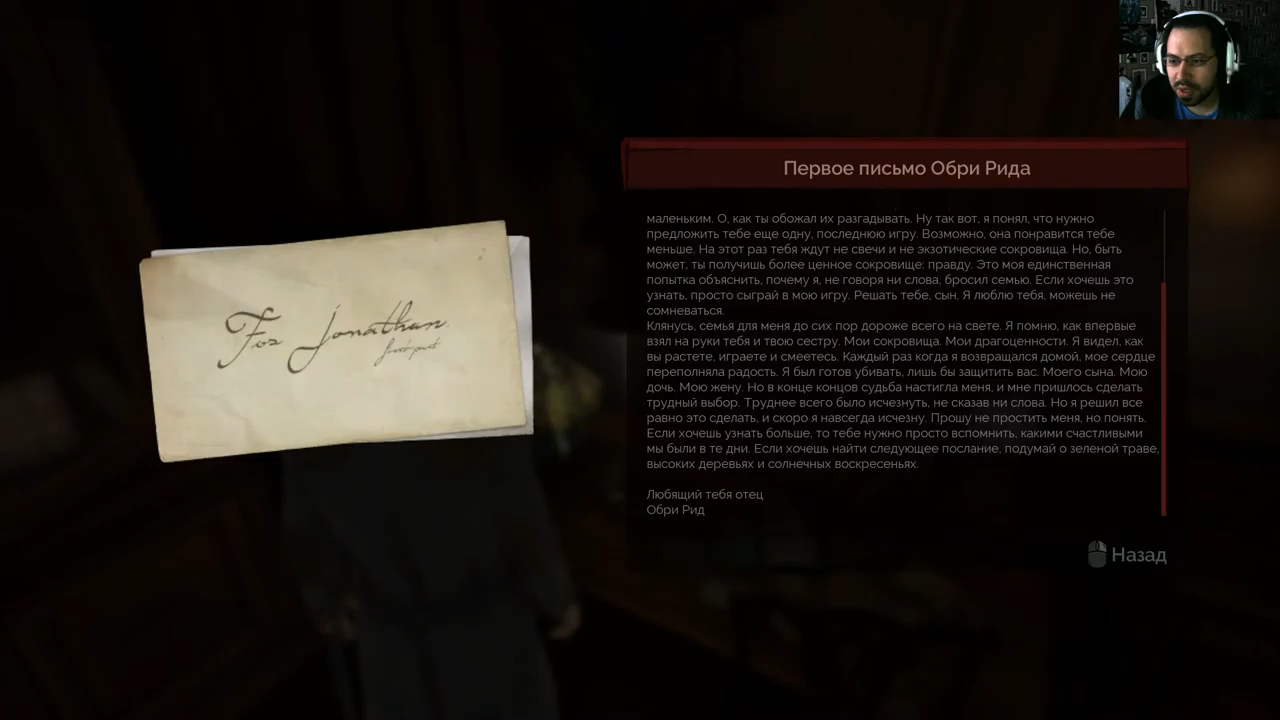 Первое письмо Обри Рида
маленьким. О, как ты обожал их разгадывать. Ну так вот, я понял, что нужно
предложить тебе еще одну, последнюю игру. Возможно, она понравится тебе
меньше. На этот раз тебя ждут не свечи и не экзотические сокровища. Но, быть
может, ты получишь более ценное сокровище: правду. Это моя единственная
попытка объяснить, почему я, не говоря ни слова, бросил семью. Если хочешь это
узнать, просто сыграй в мою игру. Решать тебе, сын. Я люблю тебя, можешь не
сомневаться.
Клянусь, семья для меня до сих пор дороже всего на свете. Я помню, как впервые
взял на руки тебя и твою сестру. Мои сокровища. Мои драгоценности. Я видел, как
вы растете, играете и смеетесь. Каждый раз когда я возвращался домой, мое сердце
переполняла радость. Я был готов убивать, лишь бы защитить вас. Моего сына. Мою
дочь. Мою жену. Но в конце концов судьба настигла меня, и мне пришлось сделать
трудный выбор. Труднее всего было исчезнуть, не сказав ни слова. Но я решил все
равно это сделать, и скоро я навсегда исчезну. Прошу не простить меня, но понять.
Если хочешь узнать больше, то тебе нужно просто вспомнить, какими счастливыми
мы были в те дни. Если хочешь найти следующее послание, подумай о зеленой траве,
высоких деревьях и солнечных воскресеньях.
Любящий тебя отец
Обри Рид
For Jonathan
first part
Назад